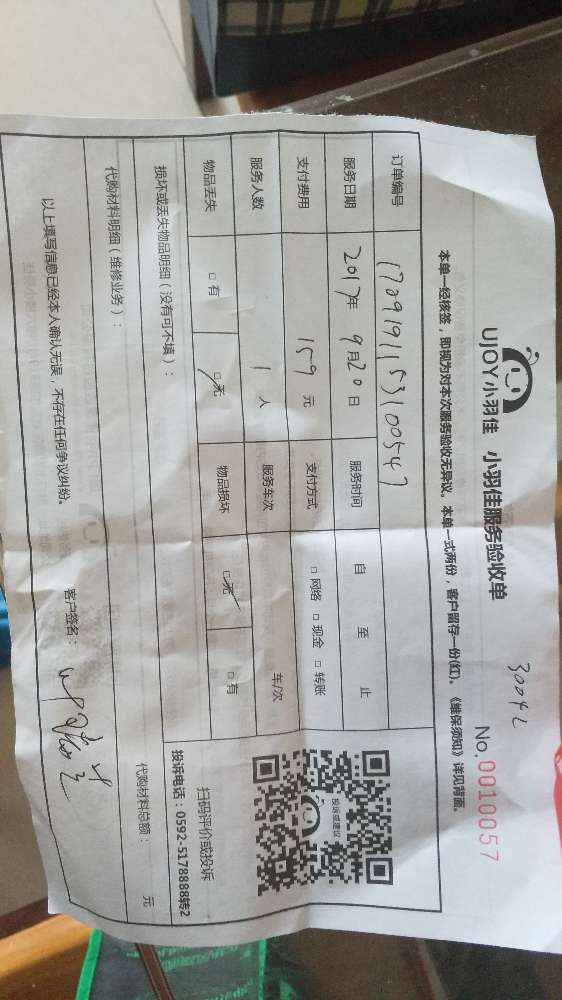 30042
UJOY小羽佳 小羽佳服务验收单
No.0010057
本单一经核签，即视为对本次服务验收无异议。本单一式两份，客户留存一份(红)。《维保须知》详见背面。
订单编号 1709191153100547
服务日期 2017年 9月20日 服务时间 自 至 止
支付费用 159 元 支付方式 □ 网络 □ 现金 □ 转账
服务人数 1 人 服务车次 车/次
物品丢失 □ 有 □ 无 物品损坏 □ 无 □ 有
投诉或建议
扫码评价或投诉
投诉电话：0592-5178888转2
损坏或丢失物品明细（没有可不填）：
代购材料明细（维修业务）： 代购材料总额： 元
以上填写信息已经本人确认无误，不存在任何争议纠纷。 客户签名：